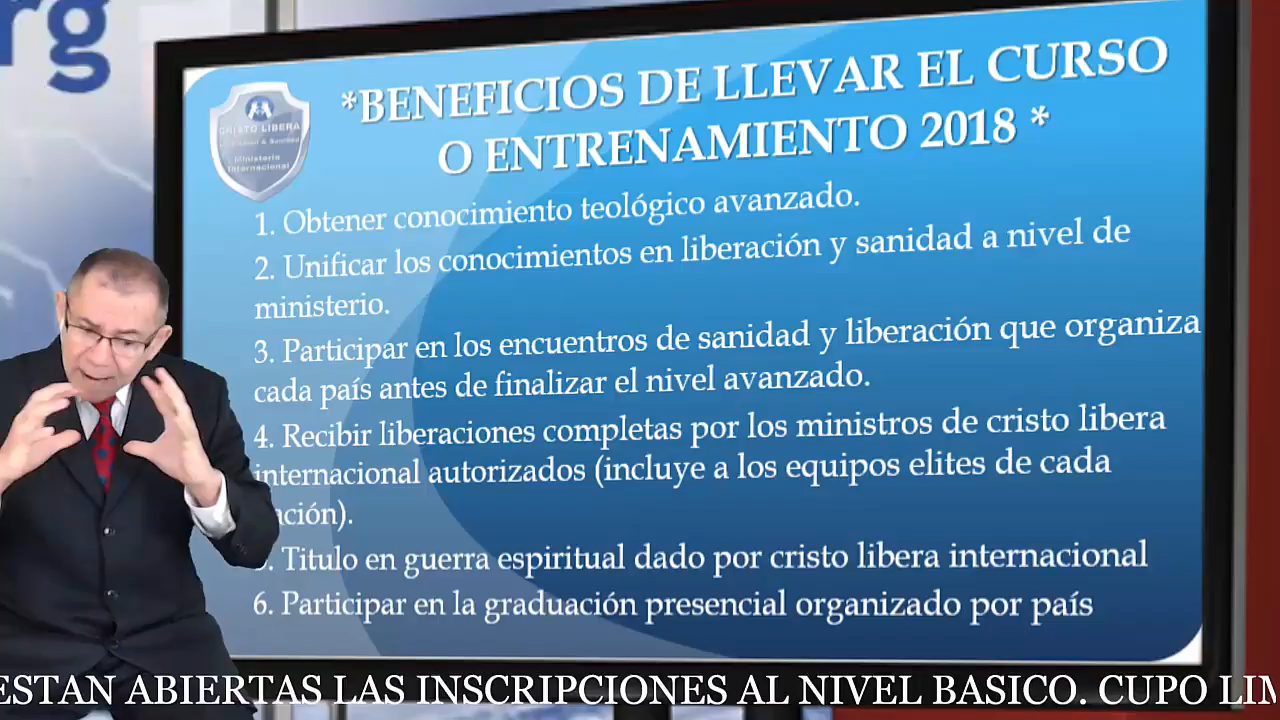 rg
CRISTO LIBERA
Ministerio
Internacional
*BENEFICIOS DE LLEVAR EL CURSO
O ENTRENAMIENTO 2018 *
1. Obtener conocimiento teológico avanzado.
2. Unificar los conocimientos en liberación y sanidad a nivel de
ministerio.
3. Participar en los encuentros de sanidad y liberación que organiza
cada país antes de finalizar el nivel avanzado.
4. Recibir liberaciones completas por los ministros de cristo libera
internacional autorizados (incluye a los equipos elites de cada
ación).
. Titulo en guerra espiritual dado por cristo libera internacional
6. Participar en la graduación presencial organizado por país
ESTAN ABIERTAS LAS INSCRIPCIONES AL NIVEL BASICO. CUPO LIM